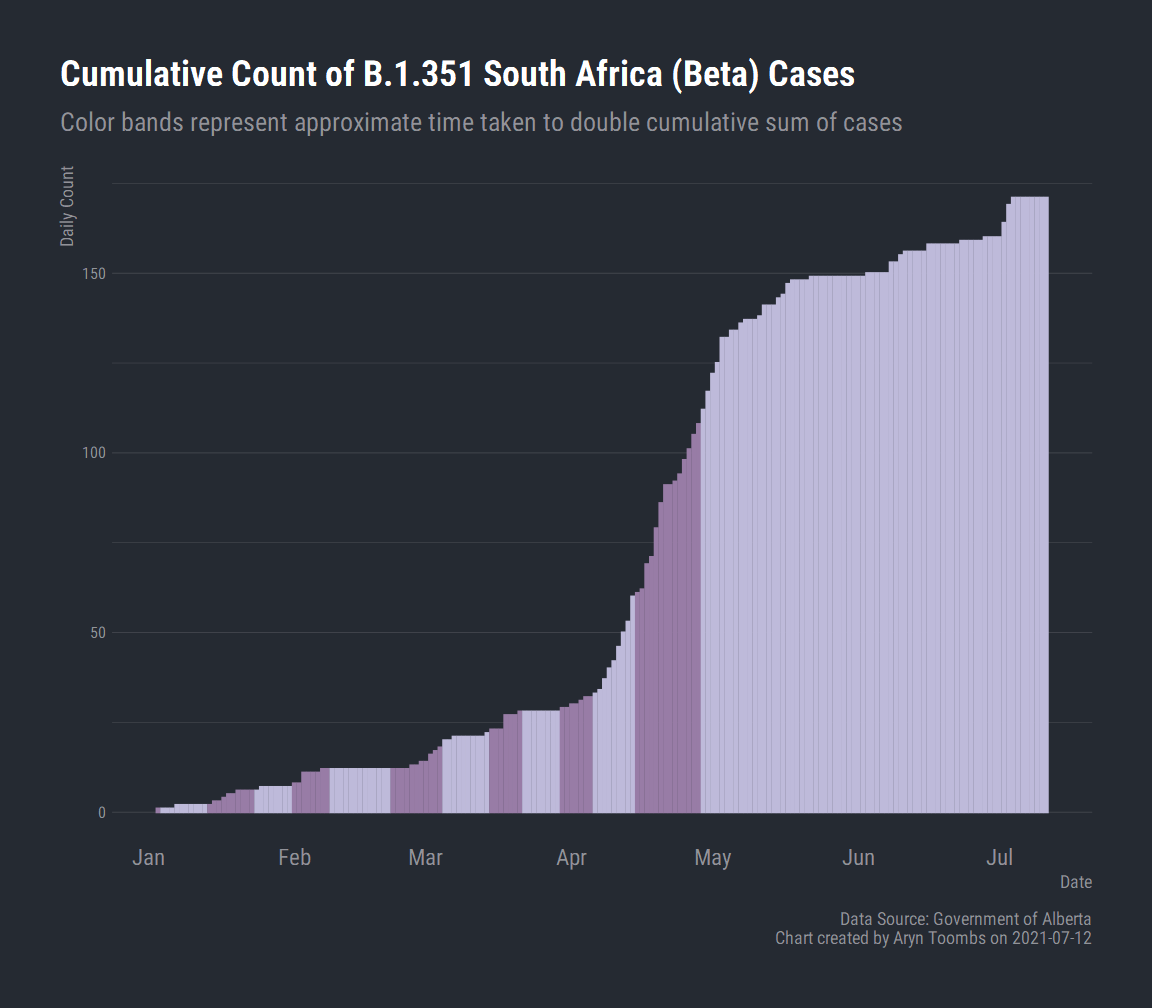 Cumulative Count of B.1.351 South Africa (Beta) Cases
Color bands represent approximate time taken to double cumulative sum of cases
Daily Count
150
100
50
0
Jan Feb Mar Apr May Jun Jul
Date
Data Source: Government of Alberta
Chart created by Aryn Toombs on 2021-07-12